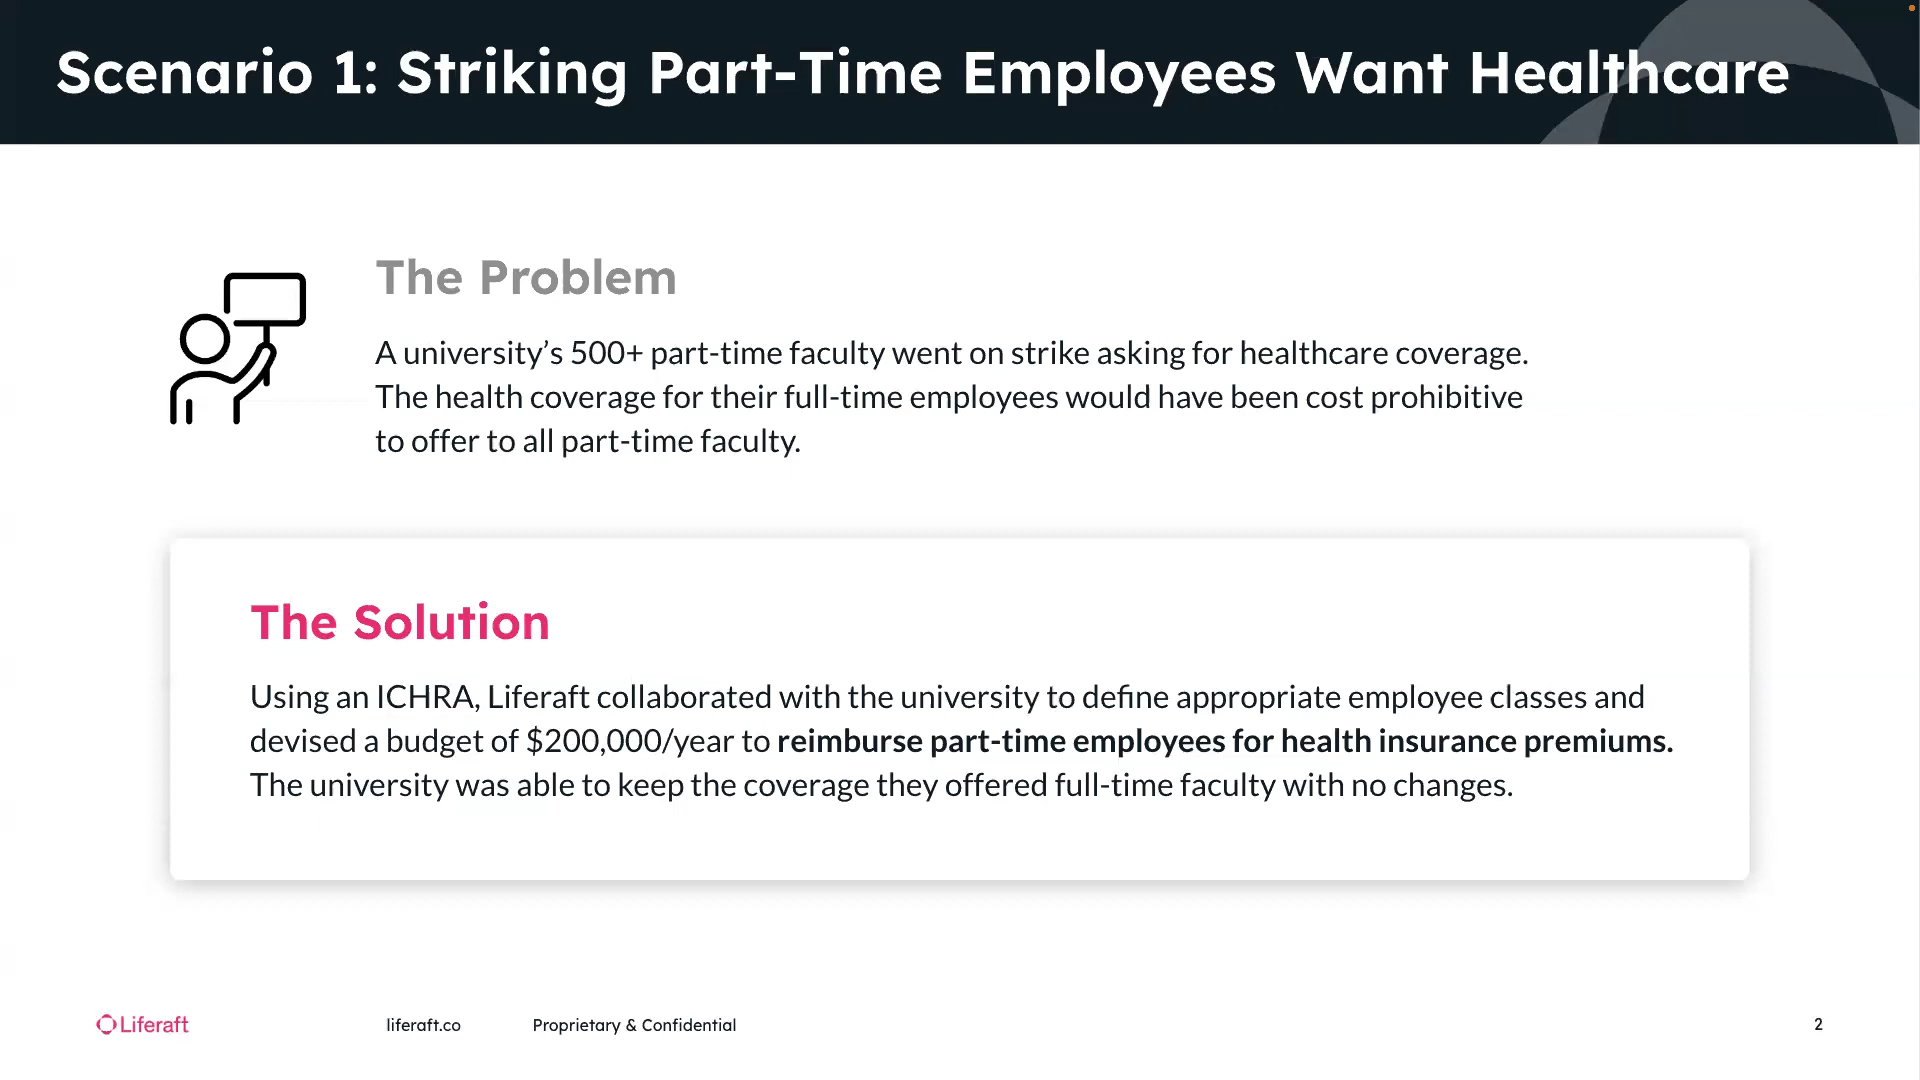 Scenario 1: Striking Part-Time Employees Want Healthcare
The Problem
A university’s 500+ part-time faculty went on strike asking for healthcare coverage.
The health coverage for their full-time employees would have been cost prohibitive
to offer to all part-time faculty.
The Solution
Using an ICHRA, Liferaft collaborated with the university to define appropriate employee classes and
devised a budget of $200,000/year to reimburse part-time employees for health insurance premiums.
The university was able to keep the coverage they offered full-time faculty with no changes.
Liferaft liferaft.co Proprietary & Confidential 2